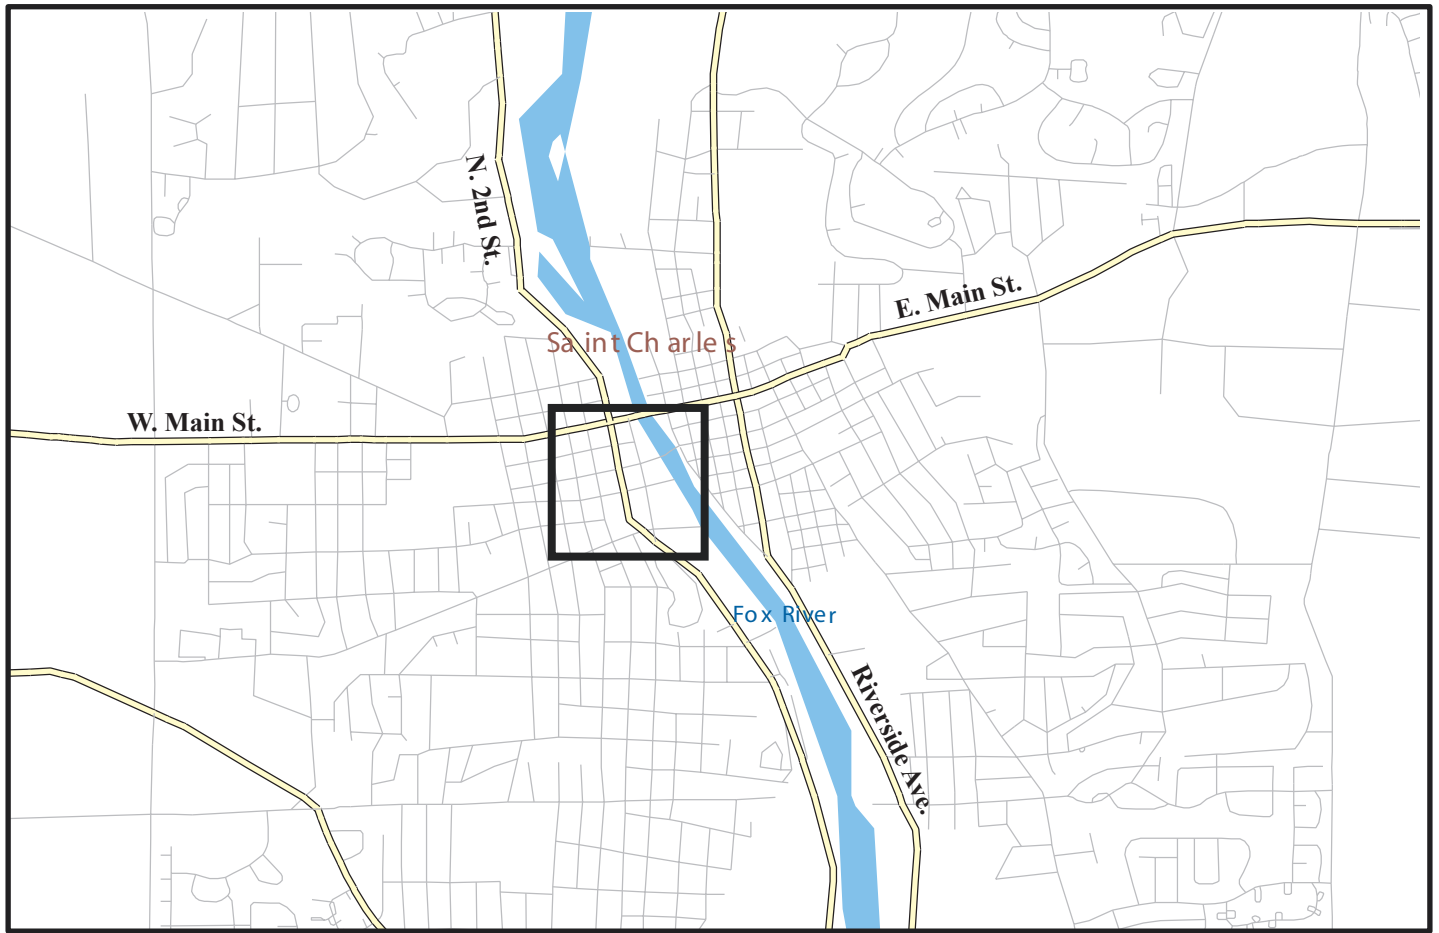 N. 2nd St.
E. Main St.
Saint Charles
W. Main St.
Fox River
Riverside Ave.